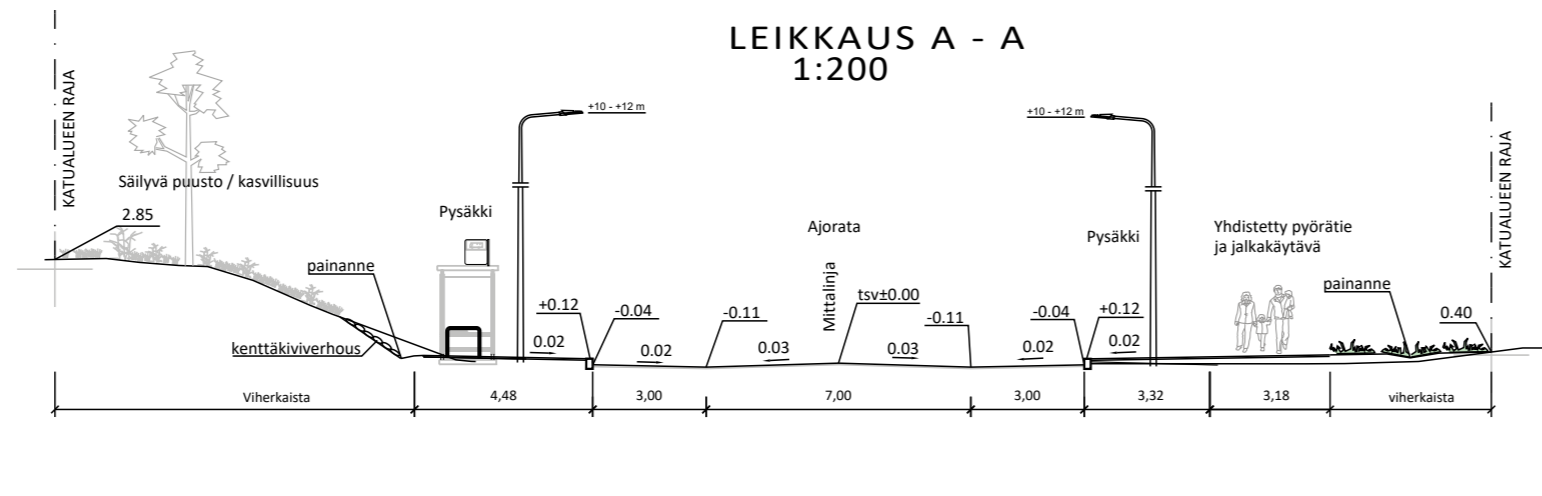 LEIKKAUS A - A
1:200
KATUALUEEN RAJA
Säilyvä puusto / kasvillisuus
2.85
painanne
kenttäkiviverhous
Pysäkki
+10 - +12 m
+0.12
0.02
-0.04
0.02
-0.11
0.03
Mittalinja
Ajorata
tsv±0.00
0.03
-0.11
0.02
-0.04
+0.12
0.02
+10 - +12 m
Pysäkki
Yhdistetty pyörätie
ja jalkakäytävä
painanne
0.40
KATUALUEEN RAJA
Viherkaista
4,48
3,00
7,00
3,00
3,32
3,18
viherkaista